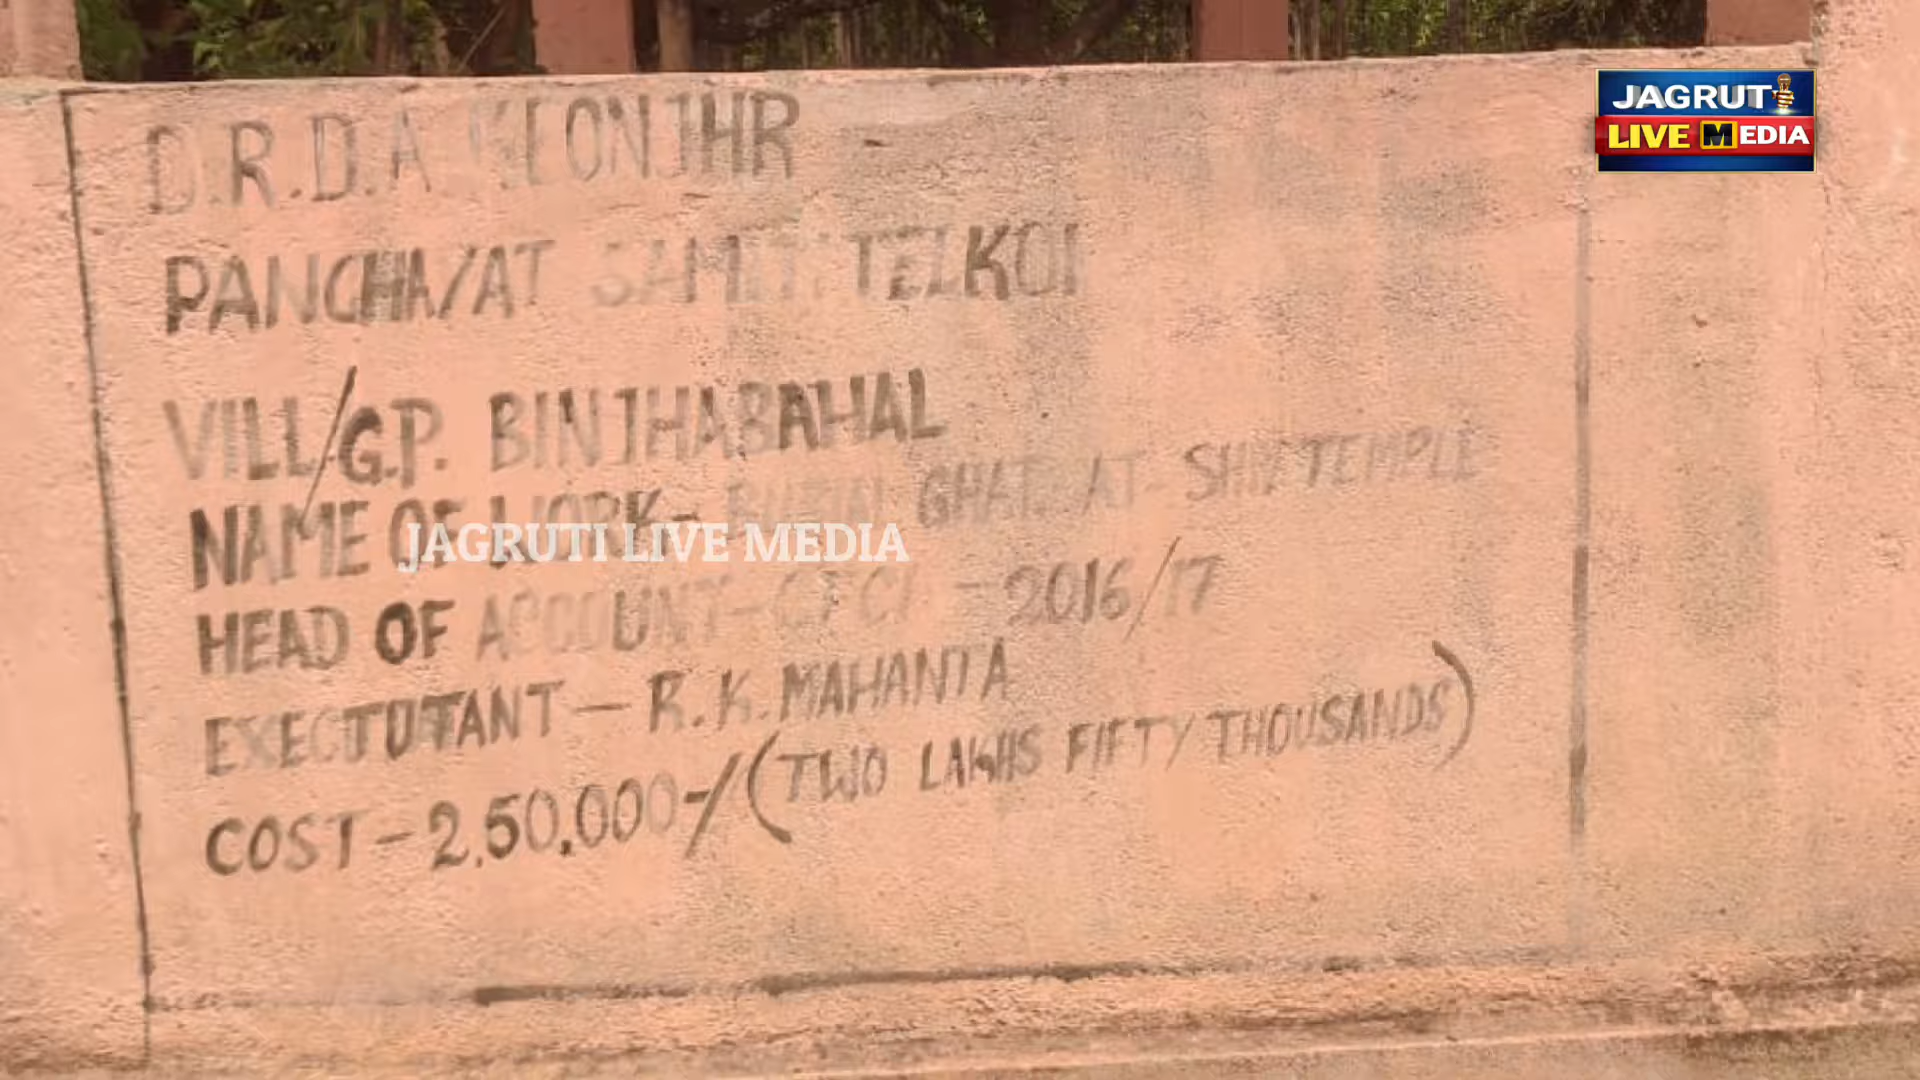 D.R.D.A. KEONJHR
PANCHAYAT SAMITI TELKOI
VILL/G.P. BINJHABAHAL
NAME OF WORK- GHAT AT SHIV TEMPLE
HEAD OF ACCOUNT- - 2016/17
EXECTUTANT - R.K. MAHANTA
COST - 2,50,000-/ (TWO LAKHS FIFTY THOUSANDS)
JAGRUTI LIVE MEDIA
JAGRUTI
LIVE MEDIA